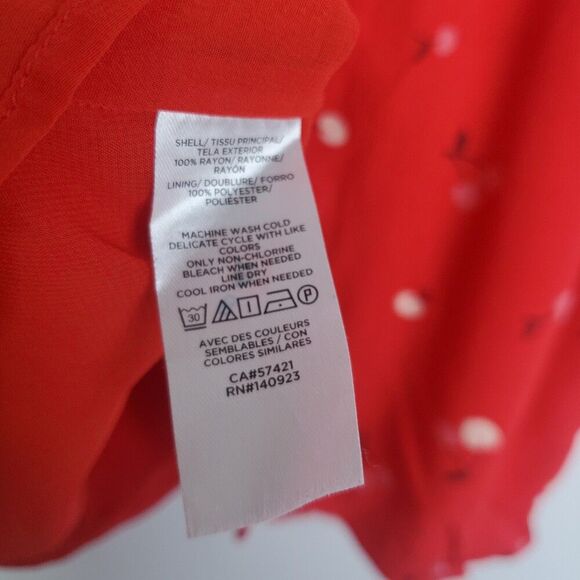 SHELL/ TISSU PRINCIPAL/
TELA EXTERIOR
100% RAYON/ RAYONNE/
RAYÓN
LINING/ DOUBLURE/ FORRO
100% POLYESTER/
POLIÉSTER
MACHINE WASH COLD
DELICATE CYCLE WITH LIKE
COLORS
ONLY NON-CHLORINE
BLEACH WHEN NEEDED
LINE DRY
COOL IRON WHEN NEEDED
30 P
AVEC DES COULEURS
SEMBLABLES / CON
COLORES SIMILARES
CA#57421
RN#140923